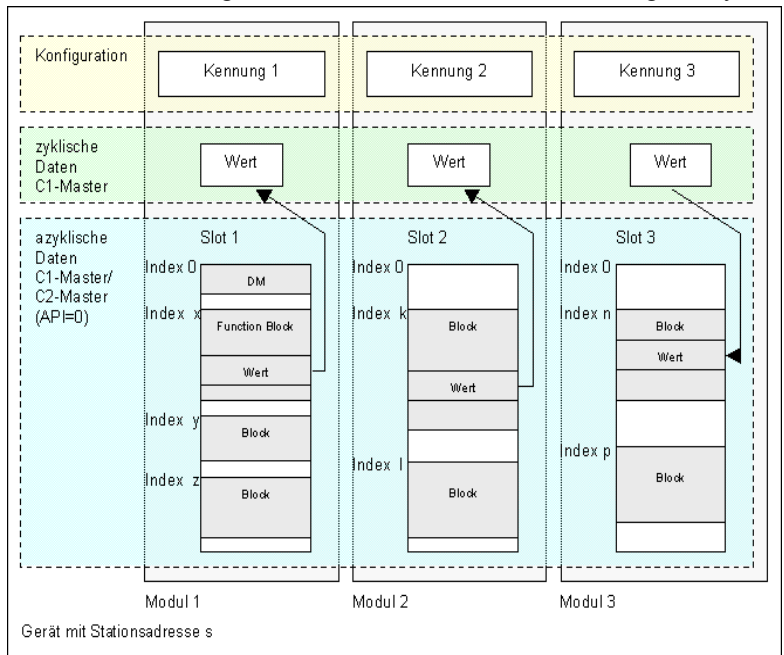 Konfiguration
Kennung 1
Kennung 2
Kennung 3
zyklische
Daten
C1-Master
Wert
Wert
Wert
azyklische
Daten
C1-Master/
C2-Master
(API=0)
Slot 1
Index 0
DM
Index x
Function Block
Wert
Index y
Block
Index z
Block
Slot 2
Index 0
Index k
Block
Wert
Index l
Block
Slot 3
Index 0
Index n
Block
Wert
Index p
Block
Modul 1
Modul 2
Modul 3
Gerät mit Stationsadresse s